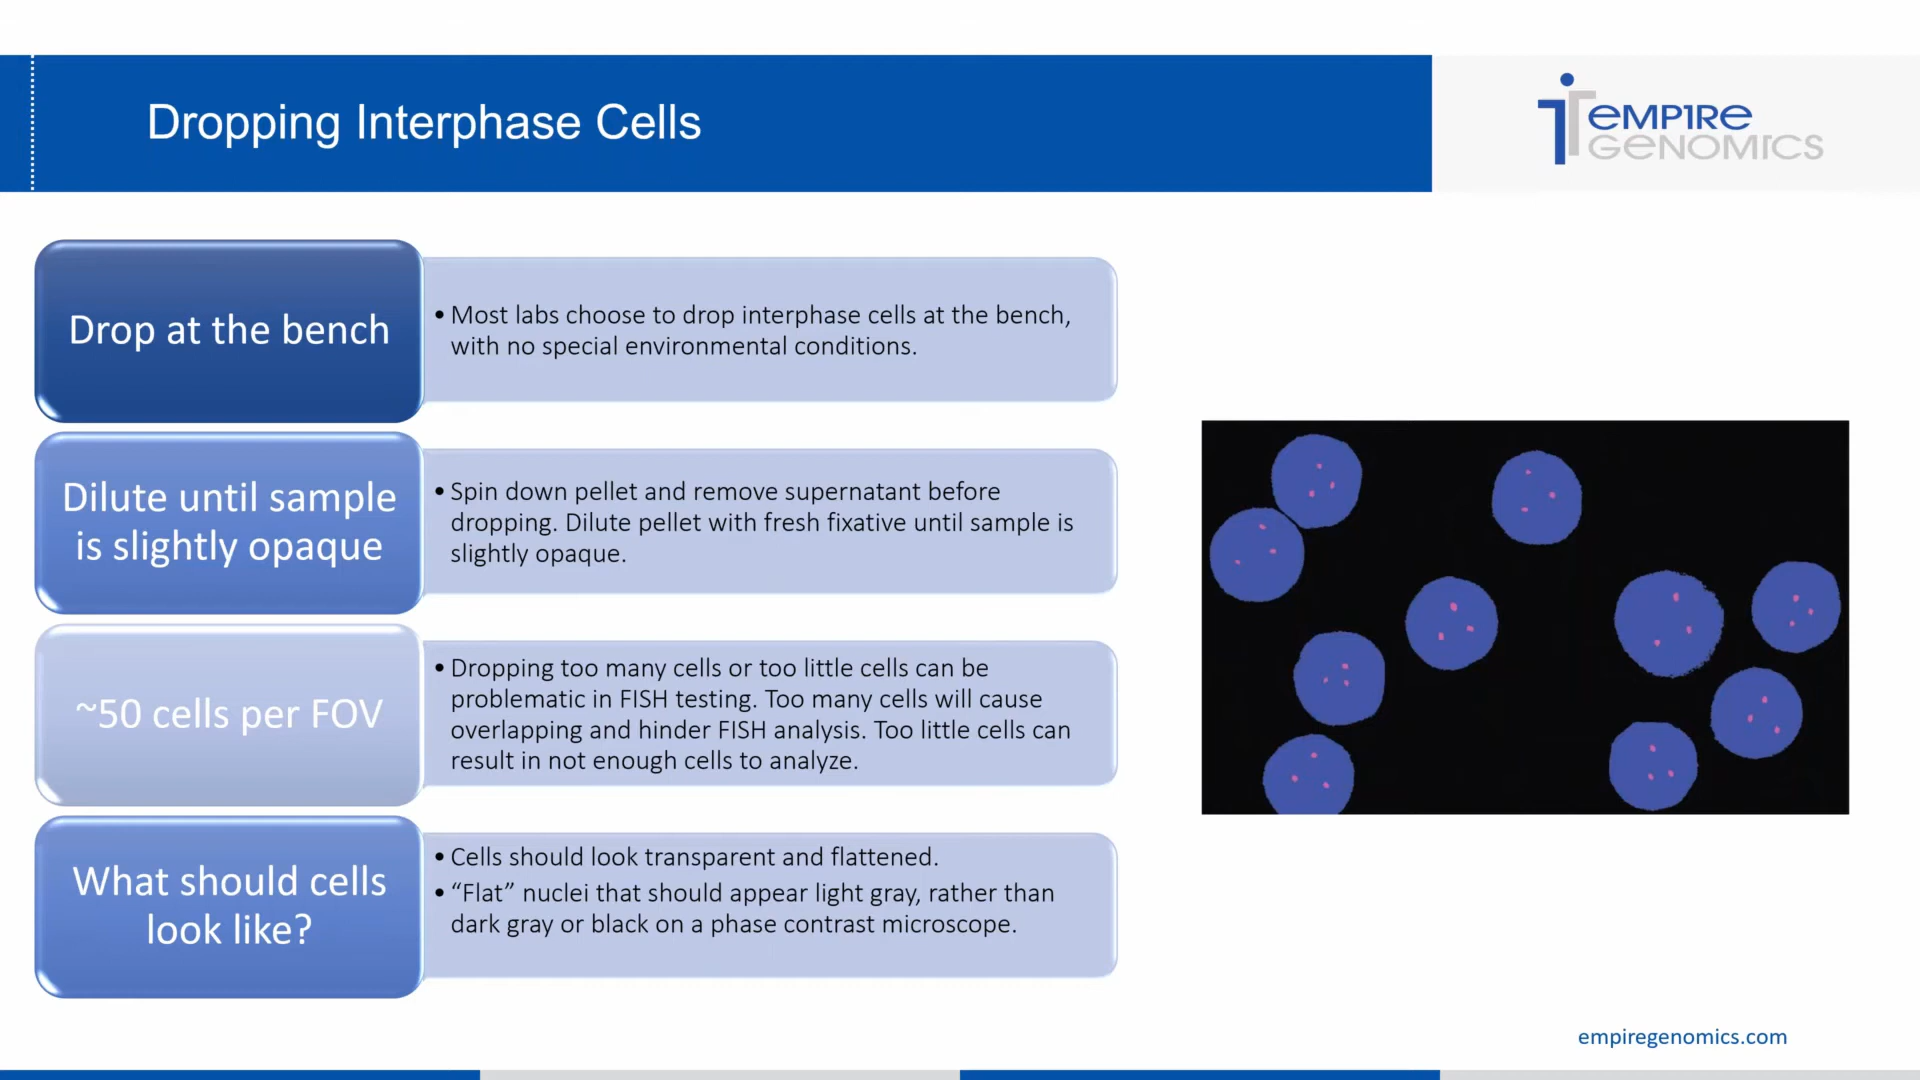 Dropping Interphase Cells
EMPIRE
GENOMICS
Drop at the bench
• Most labs choose to drop interphase cells at the bench,
with no special environmental conditions.
Dilute until sample
is slightly opaque
• Spin down pellet and remove supernatant before
dropping. Dilute pellet with fresh fixative until sample is
slightly opaque.
~50 cells per FOV
• Dropping too many cells or too little cells can be
problematic in FISH testing. Too many cells will cause
overlapping and hinder FISH analysis. Too little cells can
result in not enough cells to analyze.
What should cells
look like?
• Cells should look transparent and flattened.
• “Flat” nuclei that should appear light gray, rather than
dark gray or black on a phase contrast microscope.
empiregenomics.com